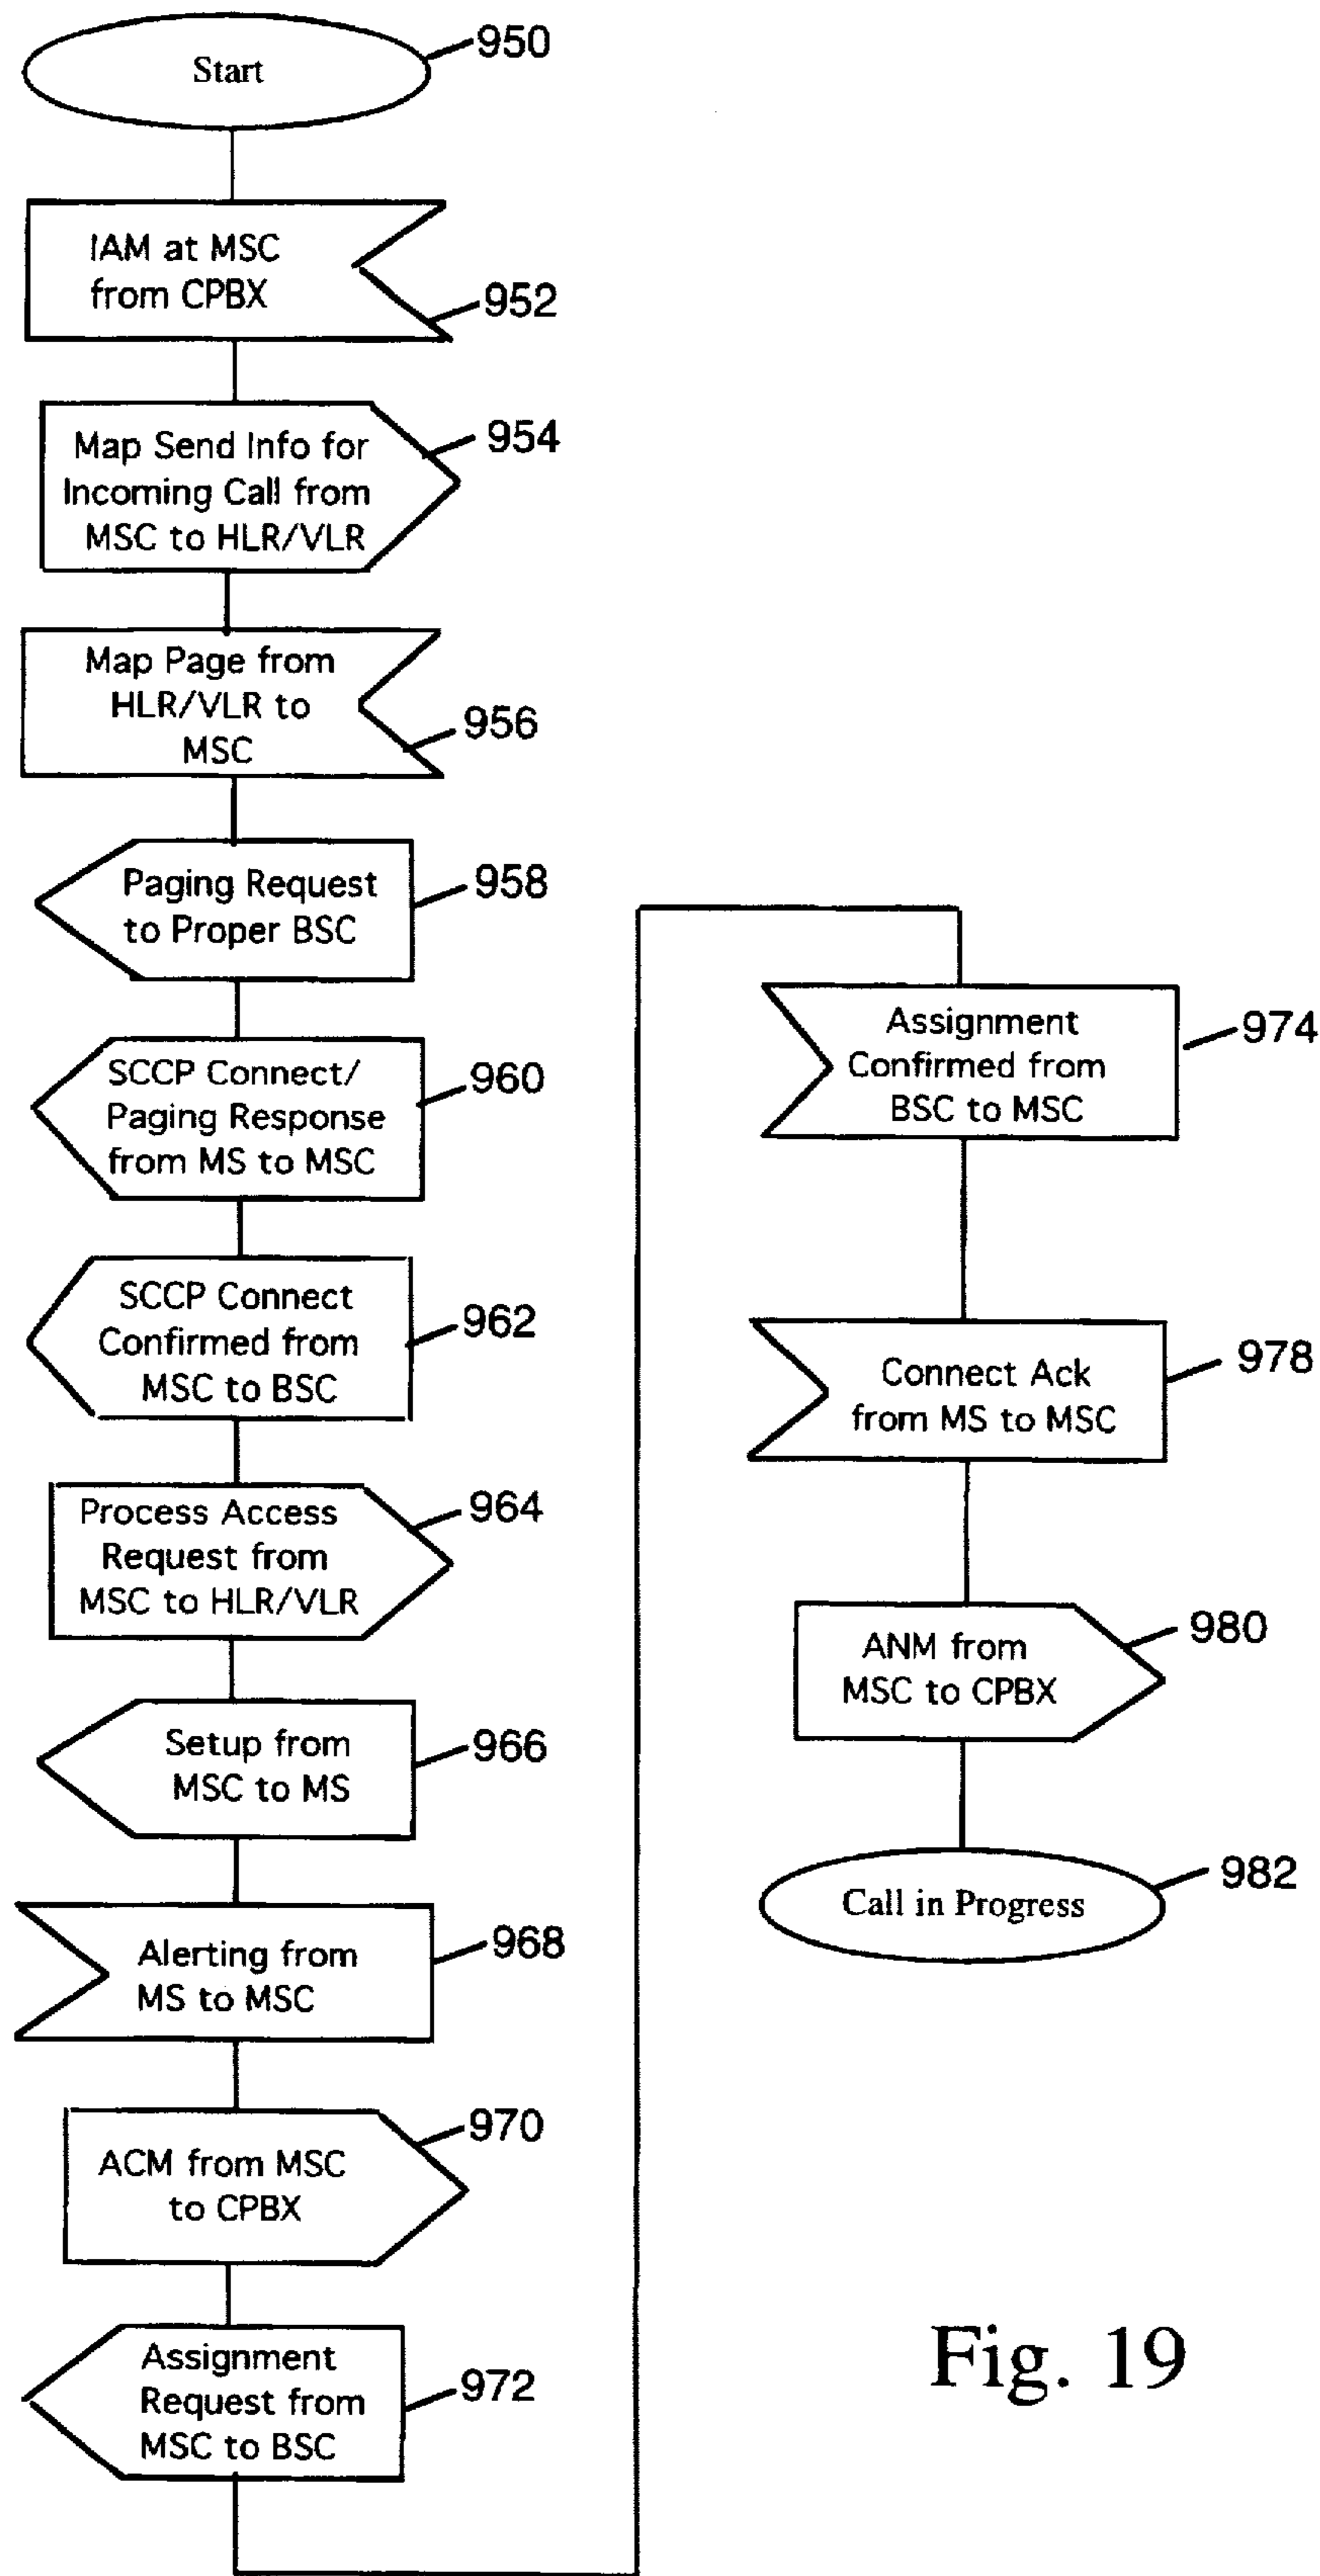 Start
950
IAM at MSC
from CPBX
952
Map Send Info for
Incoming Call from
MSC to HLR/VLR
954
Map Page from
HLR/VLR to
MSC
956
Paging Request
to Proper BSC
958
SCCP Connect/
Paging Response
from MS to MSC
960
SCCP Connect
Confirmed from
MSC to BSC
962
Process Access
Request from
MSC to HLR/VLR
964
Setup from
MSC to MS
966
Alerting from
MS to MSC
968
ACM from MSC
to CPBX
970
Assignment
Request from
MSC to BSC
972
Assignment
Confirmed from
BSC to MSC
974
Connect Ack
from MS to MSC
978
ANM from
MSC to CPBX
980
Call in Progress
982
Fig. 19